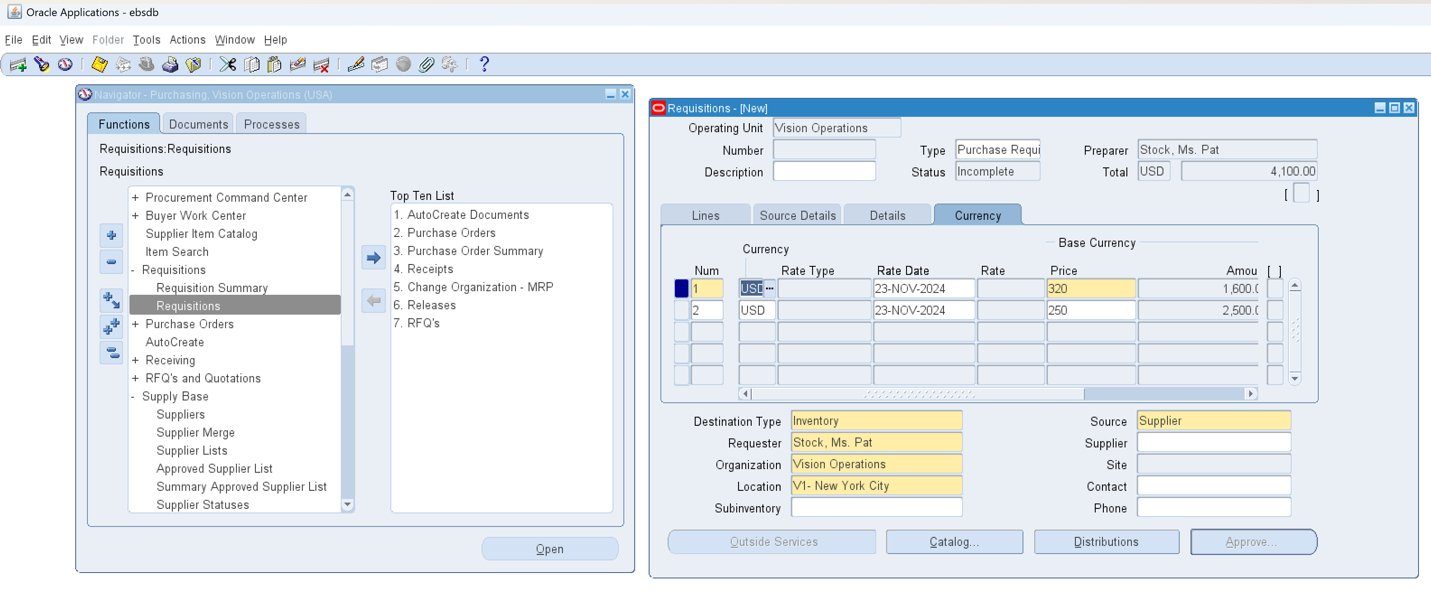 Oracle Applications - ebsdb
File Edit View Folder Tools Actions Window Help
Navigator - Purchasing, Vision Operations (USA)
Functions Documents Processes
Requisitions:Requisitions
Requisitions
+ Procurement Command Center
+ Buyer Work Center
Supplier Item Catalog
Item Search
- Requisitions
Requisition Summary
Requisitions
+ Purchase Orders
AutoCreate
+ Receiving
+ RFQ's and Quotations
- Supply Base
Suppliers
Supplier Merge
Supplier Lists
Approved Supplier List
Summary Approved Supplier List
Supplier Statuses
Top Ten List
1. AutoCreate Documents
2. Purchase Orders
3. Purchase Order Summary
4. Receipts
5. Change Organization - MRP
6. Releases
7. RFQ's
Open
Requisitions - [New]
Operating Unit Vision Operations
Number Type Purchase Requi Preparer Stock, Ms. Pat
Description Status Incomplete Total USD 4,100.00
[ ]
Lines Source Details Details Currency
Currency Base Currency
Num Rate Type Rate Date Rate Price Amou [ ]
1 USD ··· 23-NOV-2024 320 1,600.0
2 USD 23-NOV-2024 250 2,500.0
Destination Type Inventory Source Supplier
Requester Stock, Ms. Pat Supplier
Organization Vision Operations Site
Location V1- New York City Contact
Subinventory Phone
Outside Services Catalog... Distributions Approve...